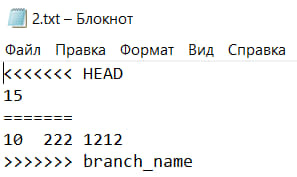 2.txt – Блокнот
Файл Правка Формат Вид Справка
<<<<<<< HEAD
15
=======
10  222 1212
>>>>>>> branch_name